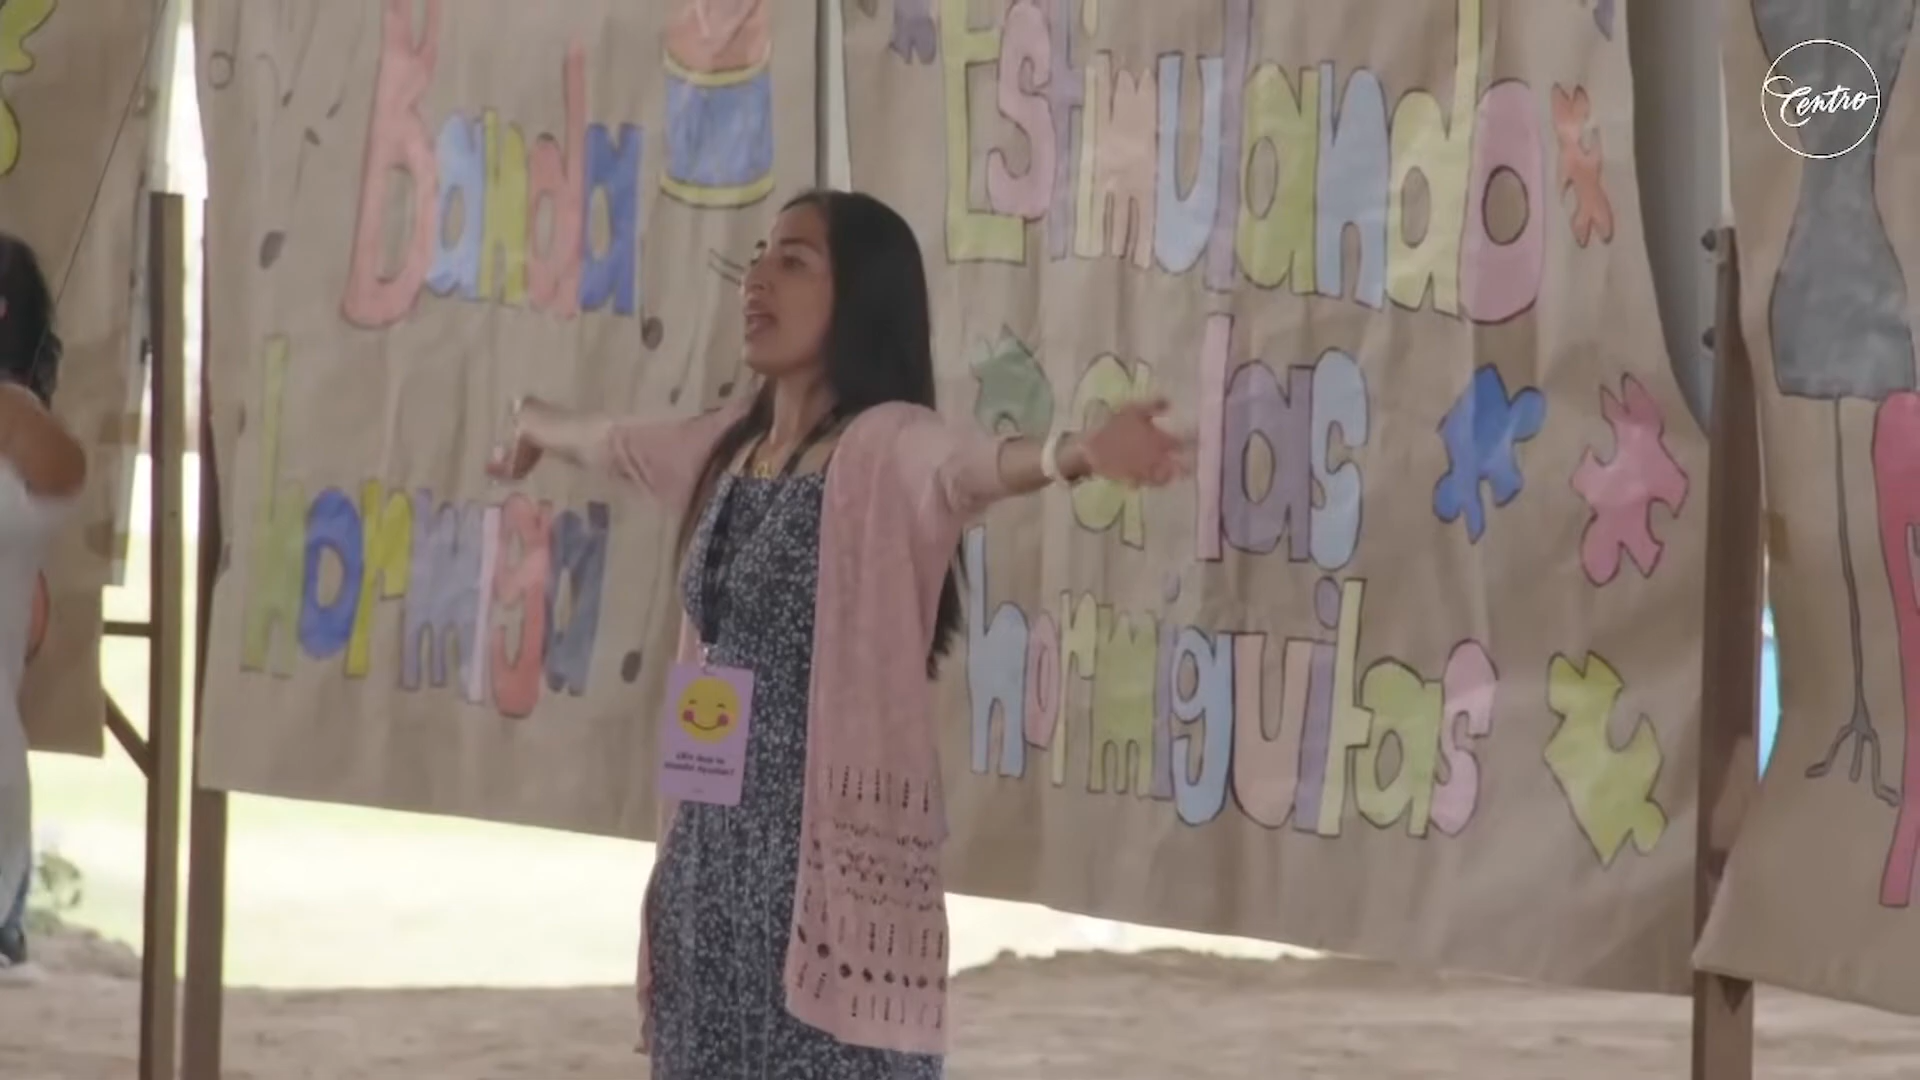 Banda
hormiga
Estimulando
a las
hormiguitas
Centro